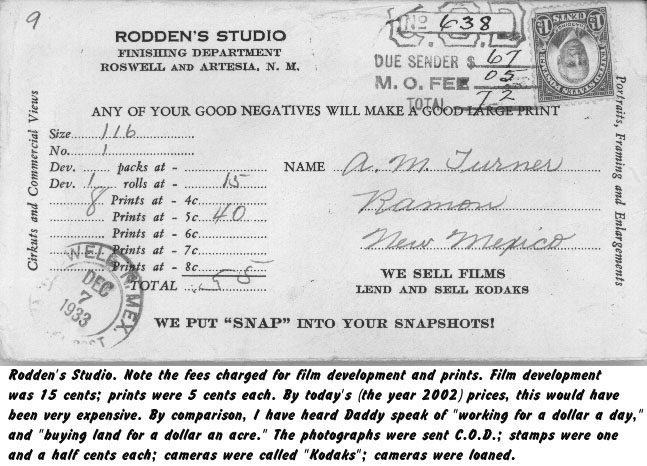 9
RODDEN'S STUDIO
FINISHING DEPARTMENT
ROSWELL AND ARTESIA, N. M.
No 638
C. O. D.
DUE SENDER $ 67
M. O. FEE 05
TOTAL 72
ANY OF YOUR GOOD NEGATIVES WILL MAKE A GOOD LARGE PRINT
Cirkuts and Commercial Views
Portraits, Framing and Enlargements
Size 116
No. 1
Dev. packs at -
Dev. 1 rolls at - 15
8 Prints at - 4c
Prints at - 5c 40
Prints at - 6c
Prints at - 7c
Prints at - 8c
TOTAL 55
NAME A. M. Turner
Ramon
New Mexico
WE SELL FILMS
LEND AND SELL KODAKS
DEC
7
1933
WE PUT "SNAP" INTO YOUR SNAPSHOTS!
Rodden's Studio. Note the fees charged for film development and prints. Film development
was 15 cents; prints were 5 cents each. By today's (the year 2002) prices, this would have
been very expensive. By comparison, I have heard Daddy speak of "working for a dollar a day,"
and "buying land for a dollar an acre." The photographs were sent C.O.D.; stamps were one
and a half cents each; cameras were called "Kodaks"; cameras were loaned.